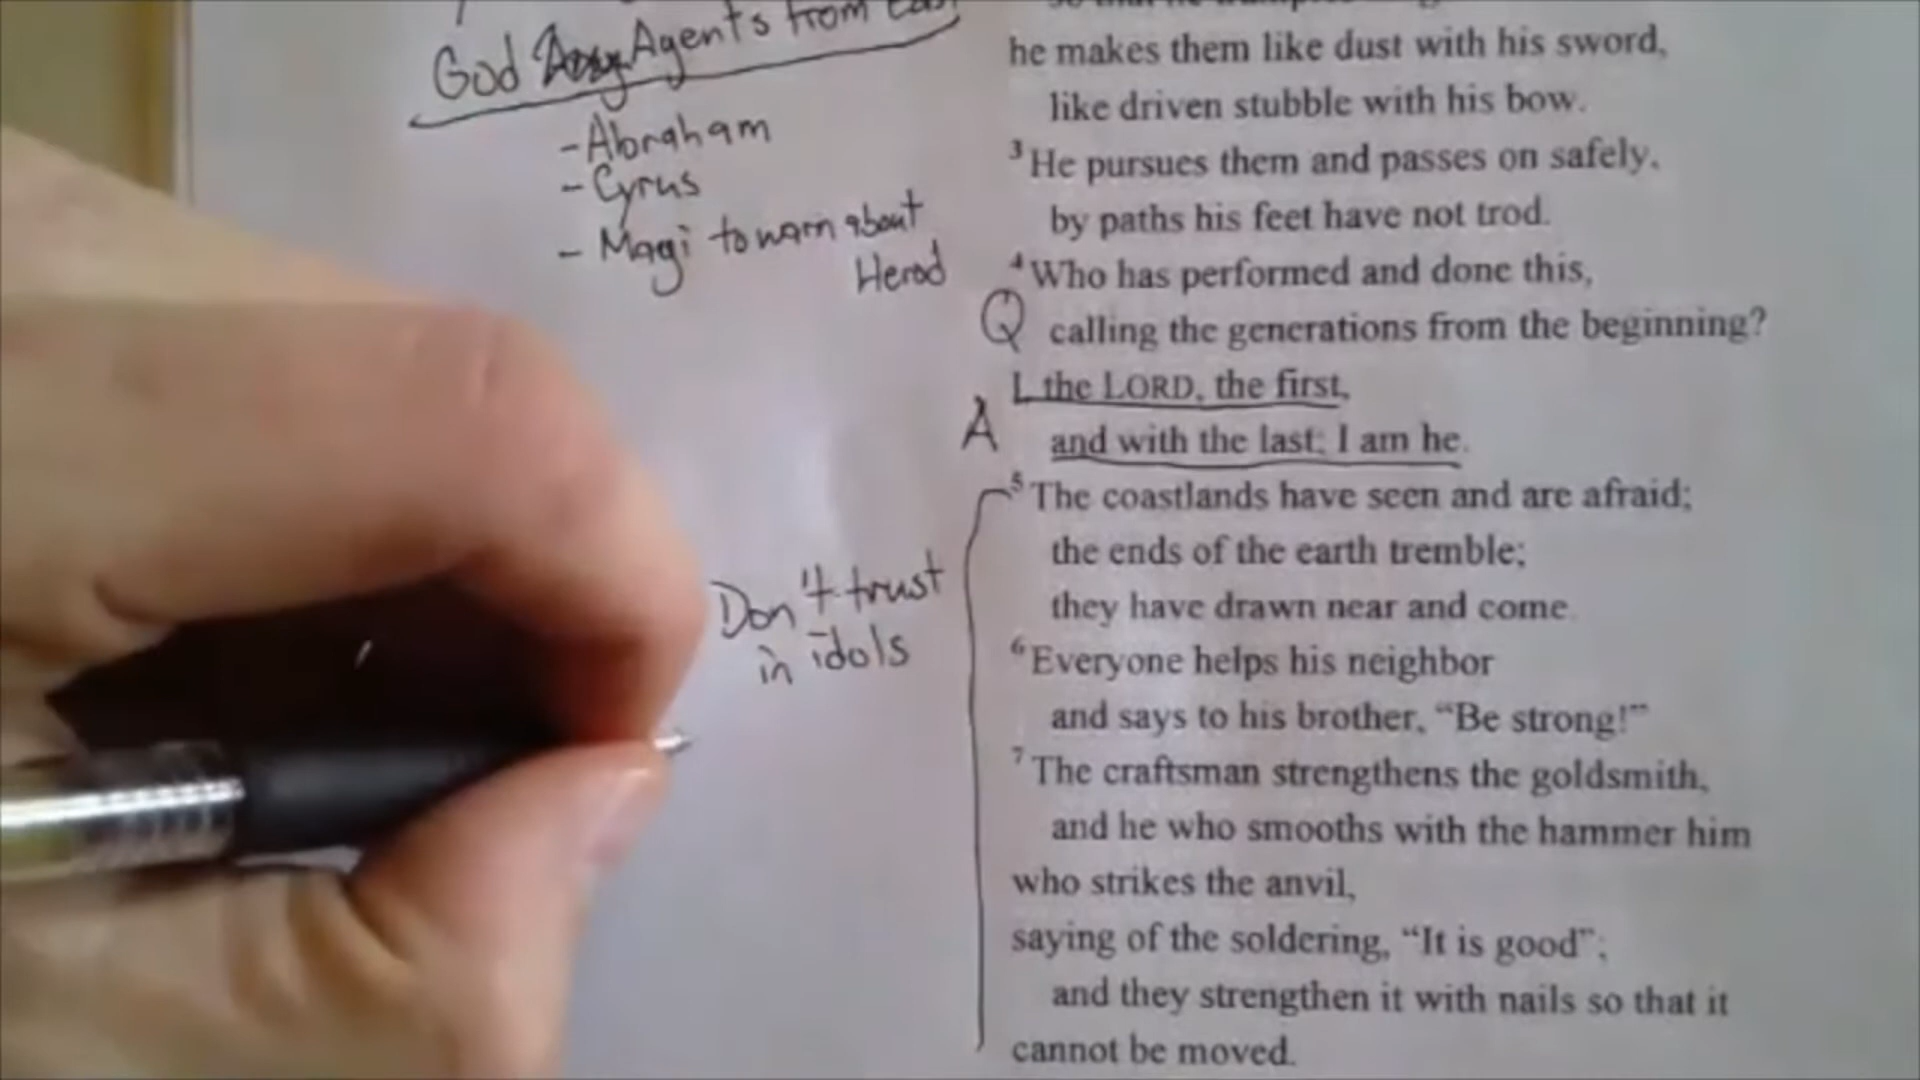 God Agents from East
- Abraham
- Cyrus
- Magi to warn about
Herod
he makes them like dust with his sword,
like driven stubble with his bow.
3 He pursues them and passes on safely,
by paths his feet have not trod.
4 Who has performed and done this,
Q calling the generations from the beginning?
I, the LORD, the first,
A and with the last; I am he.
5 The coastlands have seen and are afraid;
the ends of the earth tremble;
they have drawn near and come.
Don't trust
in idols
6 Everyone helps his neighbor
and says to his brother, “Be strong!”
7 The craftsman strengthens the goldsmith,
and he who smooths with the hammer him
who strikes the anvil,
saying of the soldering, “It is good”;
and they strengthen it with nails so that it
cannot be moved.